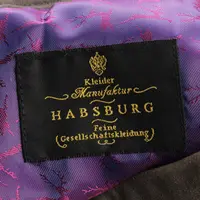 Kleider
Manufaktur
HABSBURG
Feine
(Gesellschaftskleidung)